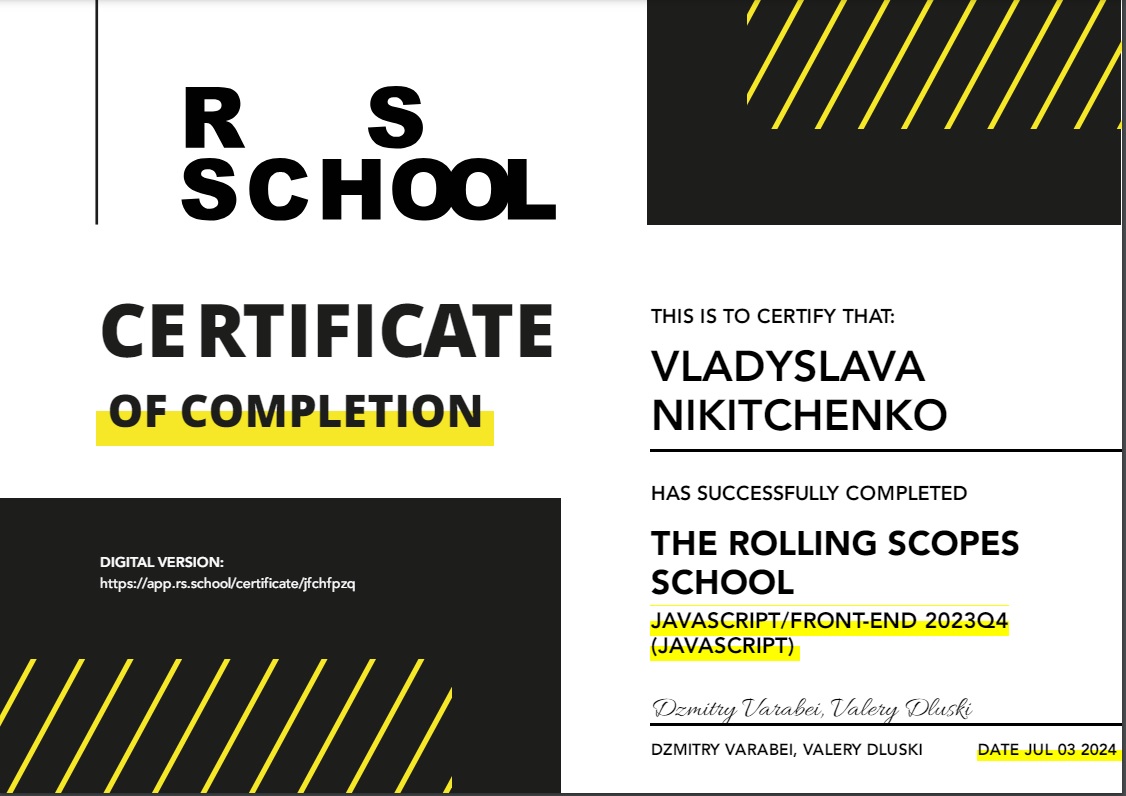 R S
SCHOOL
CERTIFICATE
OF COMPLETION
DIGITAL VERSION:
https://app.rs.school/certificate/jfchfpzq
THIS IS TO CERTIFY THAT:
VLADYSLAVA
NIKITCHENKO
HAS SUCCESSFULLY COMPLETED
THE ROLLING SCOPES
SCHOOL
JAVASCRIPT/FRONT-END 2023Q4
(JAVASCRIPT)
Dzmitry Varabei, Valery Dluski
DZMITRY VARABEI, VALERY DLUSKI
DATE JUL 03 2024